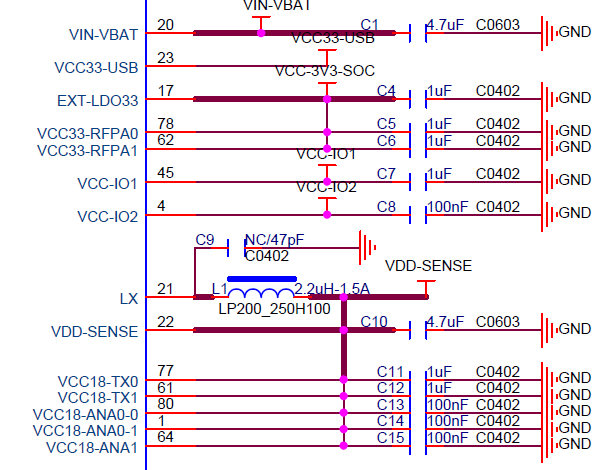 VIN-VBAT
VIN-VBAT 20 C1 4.7uF C0603 GND
VCC33-USB
VCC33-USB 23
VCC-3V3-SOC
EXT-LDO33 17 C4 1uF C0402 GND
VCC33-RFPA0 78 C5 1uF C0402 GND
VCC33-RFPA1 62 C6 1uF C0402 GND
VCC-IO1
VCC-IO1 45 C7 1uF C0402 GND
VCC-IO2
VCC-IO2 4 C8 100nF C0402 GND
C9 NC/47pF
C0402
VDD-SENSE
LX 21 L1 2.2uH-1.5A
LP200_250H100
VDD-SENSE 22 C10 4.7uF C0603 GND
VCC18-TX0 77 C11 1uF C0402 GND
VCC18-TX1 61 C12 1uF C0402 GND
VCC18-ANA0-0 80 C13 100nF C0402 GND
VCC18-ANA0-1 1 C14 100nF C0402 GND
VCC18-ANA1 64 C15 100nF C0402 GND